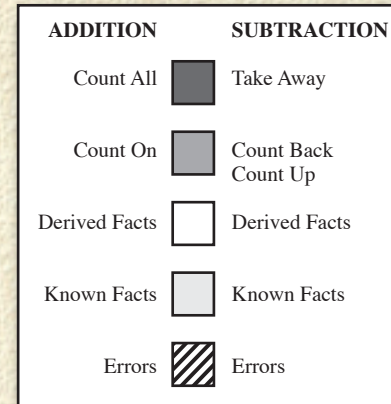 ADDITION SUBTRACTION
Count All Take Away
Count On Count Back
Count Up
Derived Facts Derived Facts
Known Facts Known Facts
Errors Errors